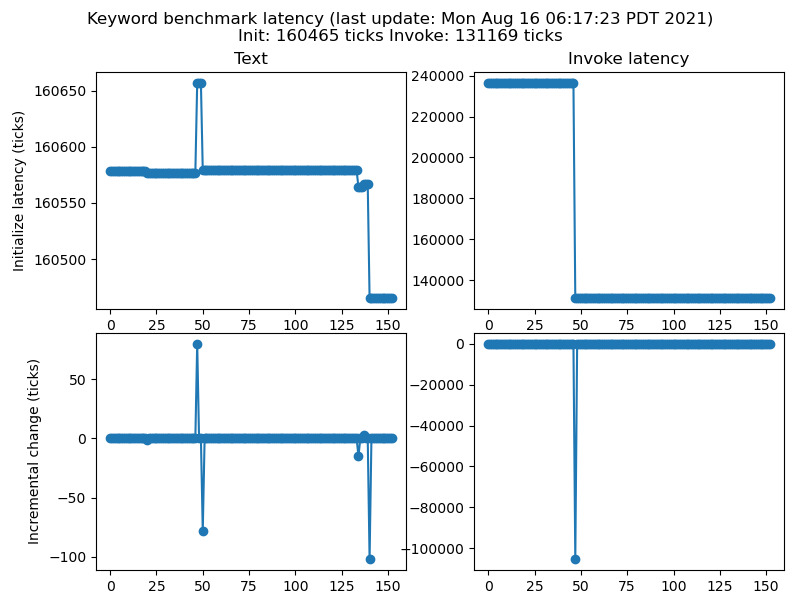 Keyword benchmark latency (last update: Mon Aug 16 06:17:23 PDT 2021)
Init: 160465 ticks Invoke: 131169 ticks
Text
Invoke latency
Initialize latency (ticks)
160650
160600
160550
160500
0 25 50 75 100 125 150
240000
220000
200000
180000
160000
140000
0 25 50 75 100 125 150
Incremental change (ticks)
50
0
−50
−100
0 25 50 75 100 125 150
0
−20000
−40000
−60000
−80000
−100000
0 25 50 75 100 125 150